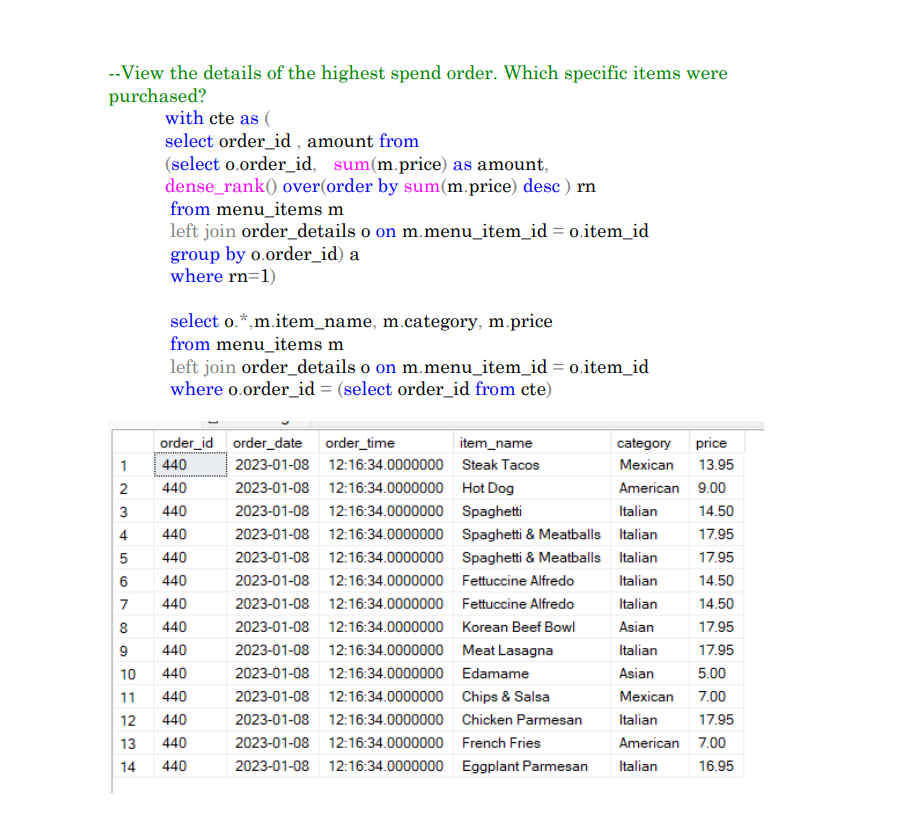 --View the details of the highest spend order. Which specific items were
purchased?
with cte as (
select order_id , amount from
(select o.order_id, sum(m.price) as amount,
dense_rank() over(order by sum(m.price) desc ) rn
from menu_items m
left join order_details o on m.menu_item_id = o.item_id
group by o.order_id) a
where rn=1)
select o.*,m.item_name, m.category, m.price
from menu_items m
left join order_details o on m.menu_item_id = o.item_id
where o.order_id = (select order_id from cte)
order_id order_date order_time item_name category price
1 440 2023-01-08 12:16:34.0000000 Steak Tacos Mexican 13.95
2 440 2023-01-08 12:16:34.0000000 Hot Dog American 9.00
3 440 2023-01-08 12:16:34.0000000 Spaghetti Italian 14.50
4 440 2023-01-08 12:16:34.0000000 Spaghetti & Meatballs Italian 17.95
5 440 2023-01-08 12:16:34.0000000 Spaghetti & Meatballs Italian 17.95
6 440 2023-01-08 12:16:34.0000000 Fettuccine Alfredo Italian 14.50
7 440 2023-01-08 12:16:34.0000000 Fettuccine Alfredo Italian 14.50
8 440 2023-01-08 12:16:34.0000000 Korean Beef Bowl Asian 17.95
9 440 2023-01-08 12:16:34.0000000 Meat Lasagna Italian 17.95
10 440 2023-01-08 12:16:34.0000000 Edamame Asian 5.00
11 440 2023-01-08 12:16:34.0000000 Chips & Salsa Mexican 7.00
12 440 2023-01-08 12:16:34.0000000 Chicken Parmesan Italian 17.95
13 440 2023-01-08 12:16:34.0000000 French Fries American 7.00
14 440 2023-01-08 12:16:34.0000000 Eggplant Parmesan Italian 16.95